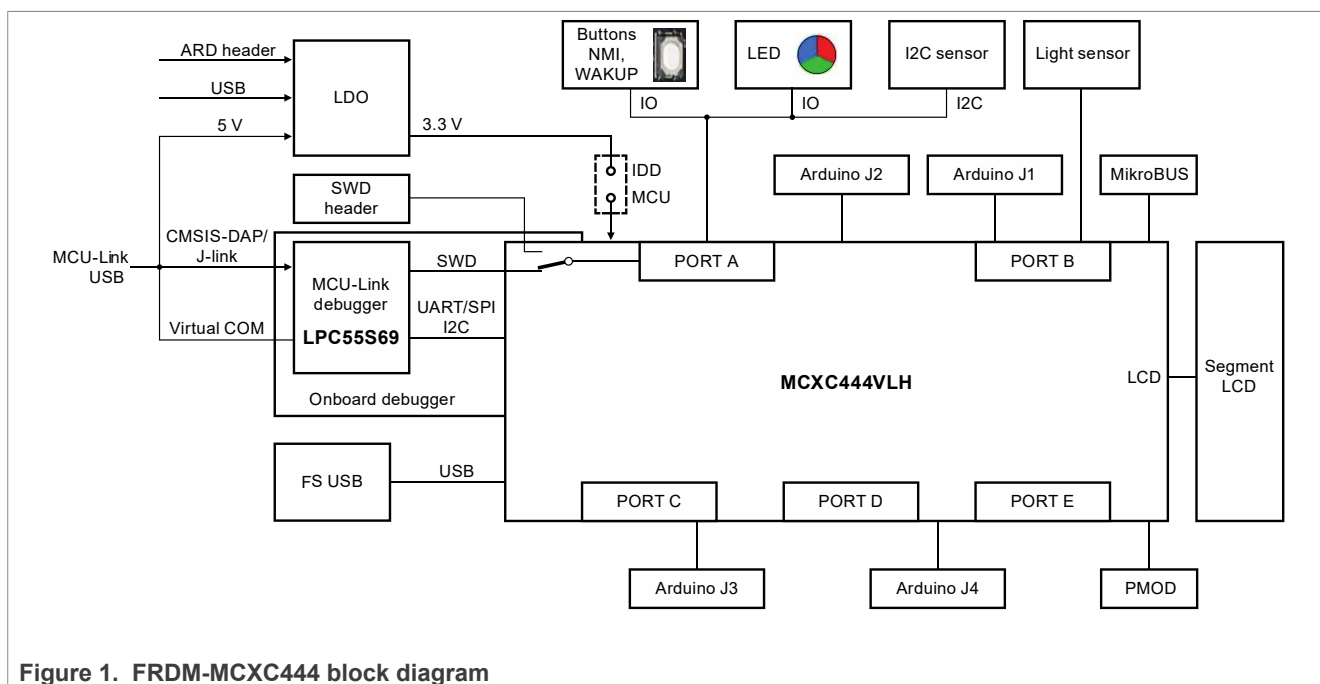 ARD header
USB
5 V
LDO
3.3 V
Buttons
NMI,
WAKUP
IO
LED
IO
I2C sensor
I2C
Light sensor
IDD
MCU
SWD
header
Arduino J2
Arduino J1
MikroBUS
MCU-Link
USB
CMSIS-DAP/
J-link
Virtual COM
MCU-Link
debugger
LPC55S69
SWD
UART/SPI
I2C
Onboard debugger
PORT A
PORT B
MCXC444VLH
LCD
Segment
LCD
FS USB
USB
PORT C
PORT D
PORT E
Arduino J3
Arduino J4
PMOD
Figure 1. FRDM-MCXC444 block diagram